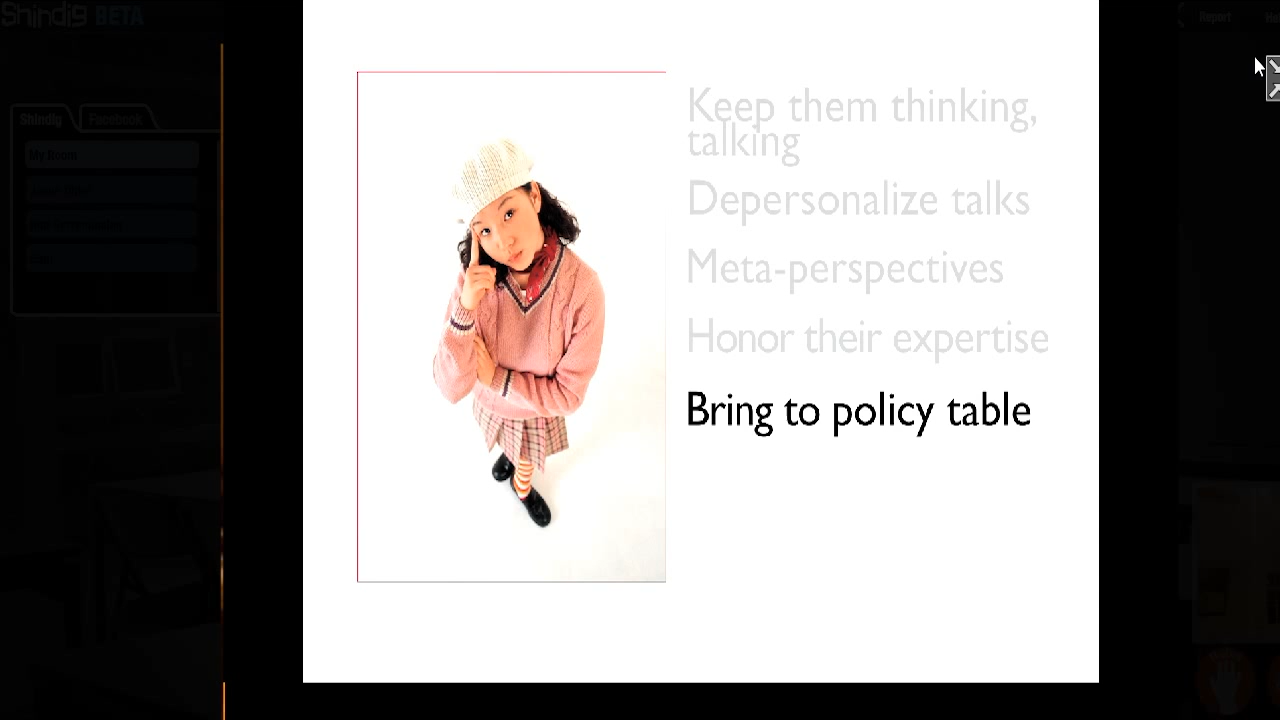 Shindig BETA
Report
Shindig
Facebook
My Room
Keep them thinking,
talking
Depersonalize talks
Meta-perspectives
Honor their expertise
Bring to policy table